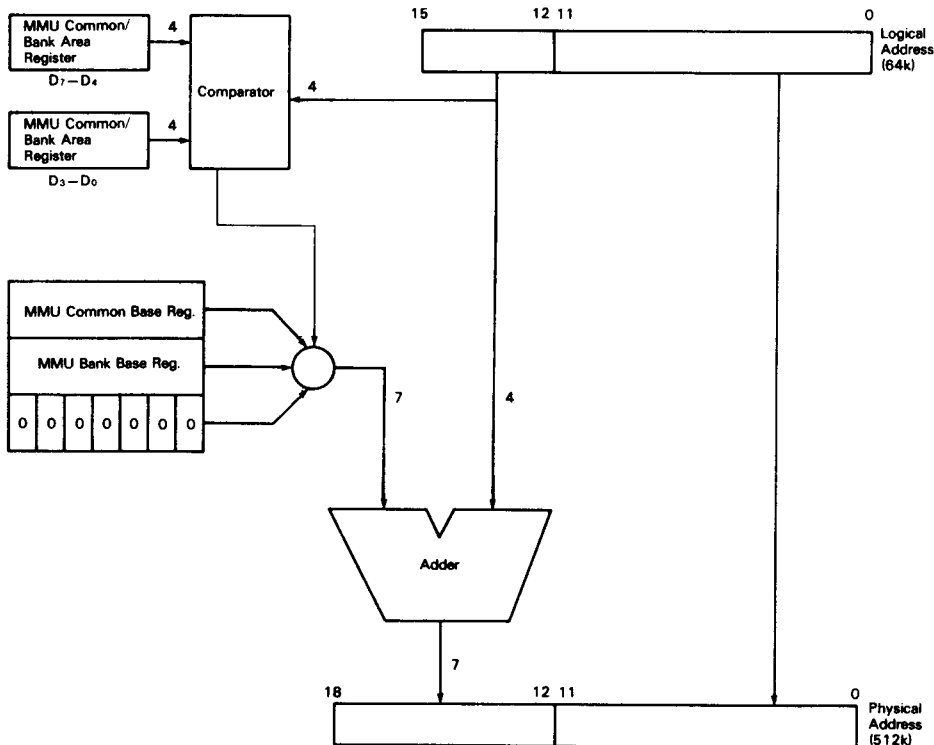 15 12 11 0
MMU Common/
Bank Area
Register
4
D₇—D₄
Logical
Address
(64k)
Comparator
4
MMU Common/
Bank Area
Register
4
D₃—D₀
MMU Common Base Reg.
MMU Bank Base Reg.
0 0 0 0 0 0 0
7
4
Adder
7
18 12 11 0
Physical
Address
(512k)